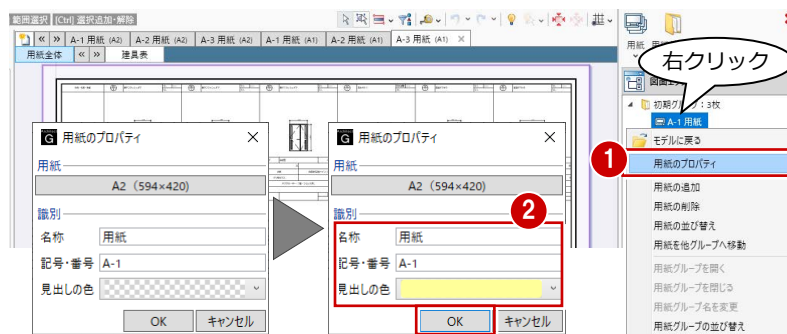 範囲選択 [Ctrl] 選択追加・解除
A-1 用紙 (A2) A-2 用紙 (A2) A-3 用紙 (A2) A-1 用紙 (A1) A-2 用紙 (A1) A-3 用紙 (A1) ×
用紙全体 « » 建具表
用紙
右クリック
初期グ
：3枚
A-1 用紙
モデルに戻る
1
用紙のプロパティ
用紙の追加
用紙の削除
用紙の並び替え
用紙を他グループへ移動
用紙グループを開く
用紙グループを閉じる
用紙グループ名を変更
用紙グループの並び替え
G 用紙のプロパティ ×
用紙
A2（594×420）
識別
名称 用紙
記号・番号 A-1
見出しの色
OK キャンセル
G 用紙のプロパティ ×
用紙
A2（594×420）
識別
2
名称 用紙
記号・番号 A-1
見出しの色
OK キャンセル